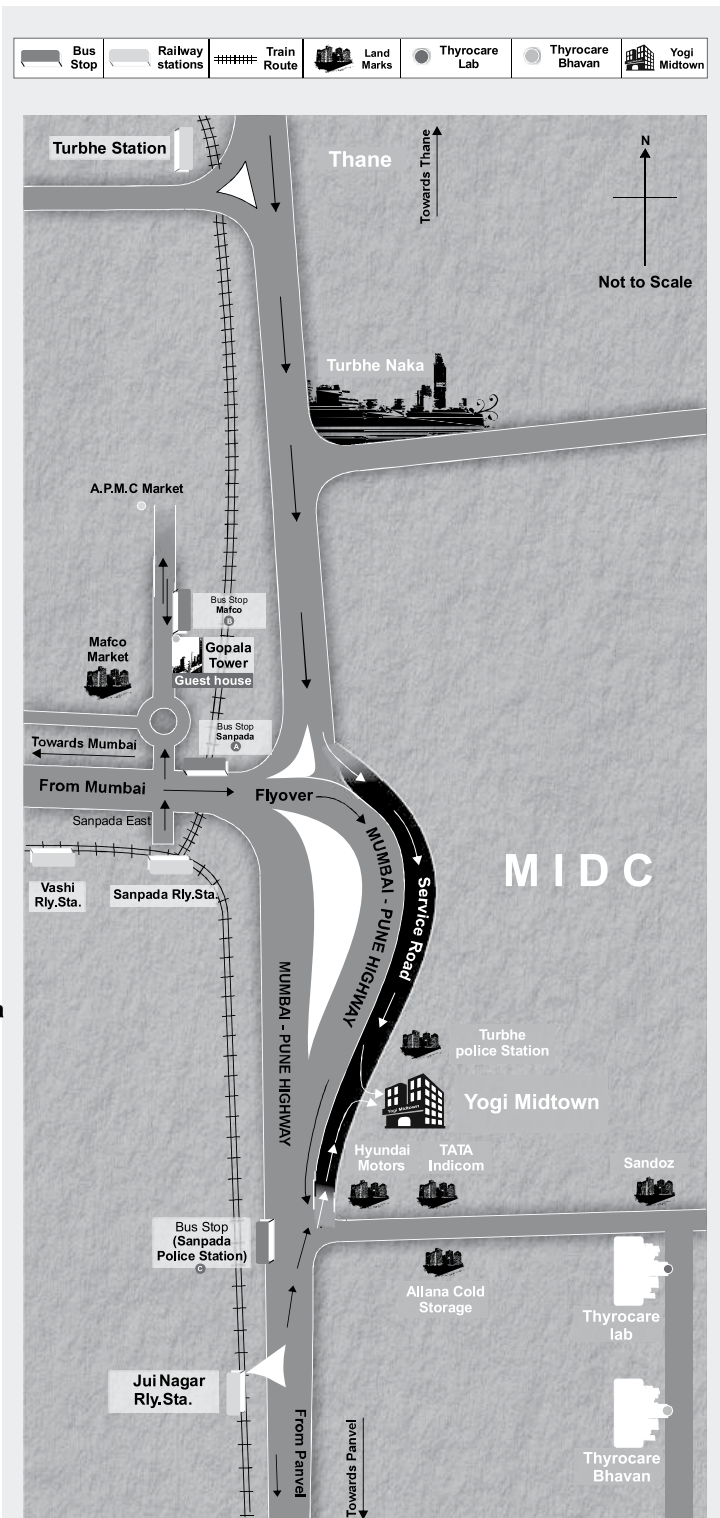 Bus
Stop
Railway
stations
Train
Route
Land
Marks
Thyrocare
Lab
Thyrocare
Bhavan
Yogi
Midtown
Turbhe Station
Thane
Towards Thane
N
Not to Scale
Turbhe Naka
A.P.M.C Market
Bus Stop
Mafco
B
Mafco
Market
Gopala
Tower
Guest house
Bus Stop
Sanpada
A
Towards Mumbai
From Mumbai
Flyover
Sanpada East
MUMBAI - PUNE HIGHWAY
Service Road
MIDC
Vashi
Rly.Sta.
Sanpada Rly.Sta.
MUMBAI - PUNE HIGHWAY
a
Turbhe
police Station
Yogi Midtown
Yogi Midtown
Hyundai
Motors
TATA
Indicom
Sandoz
Bus Stop
(Sanpada
Police Station)
C
Allana Cold
Storage
Thyrocare
lab
Jui Nagar
Rly.Sta.
From Panvel
Towards Panvel
Thyrocare
Bhavan